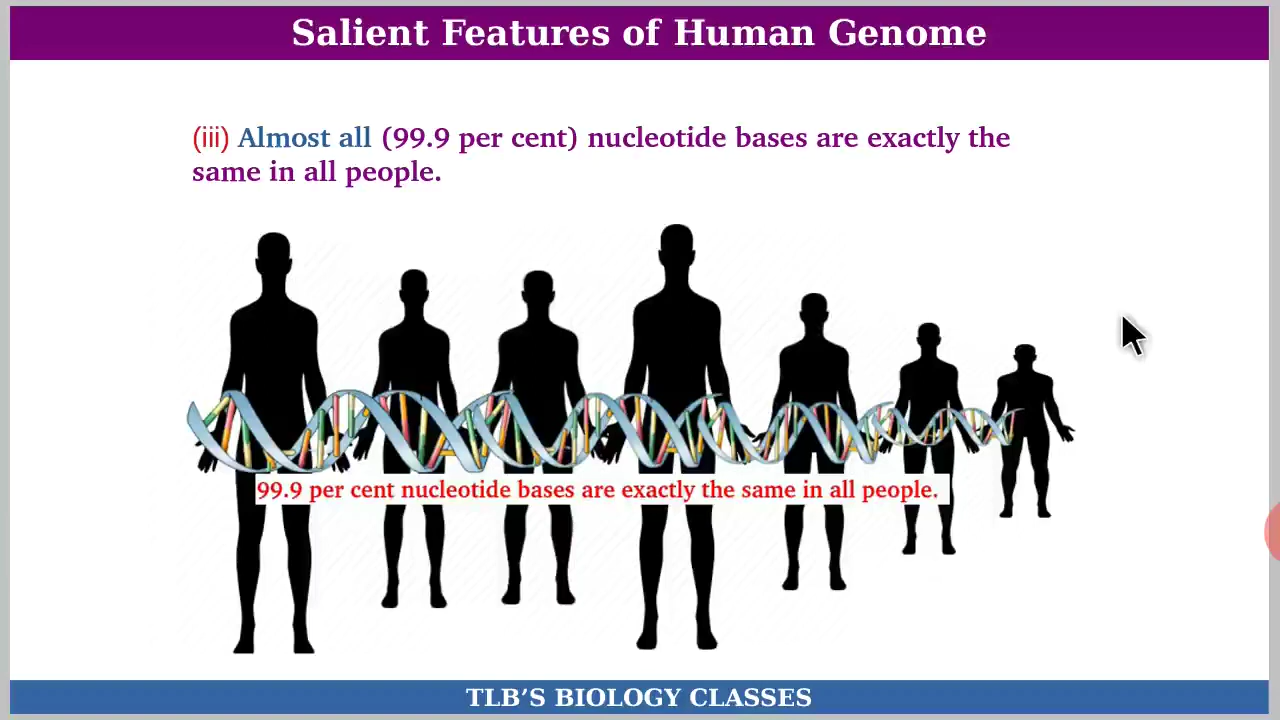 Salient Features of Human Genome
(iii) Almost all (99.9 per cent) nucleotide bases are exactly the
same in all people.
99.9 per cent nucleotide bases are exactly the same in all people.
TLB’S BIOLOGY CLASSES